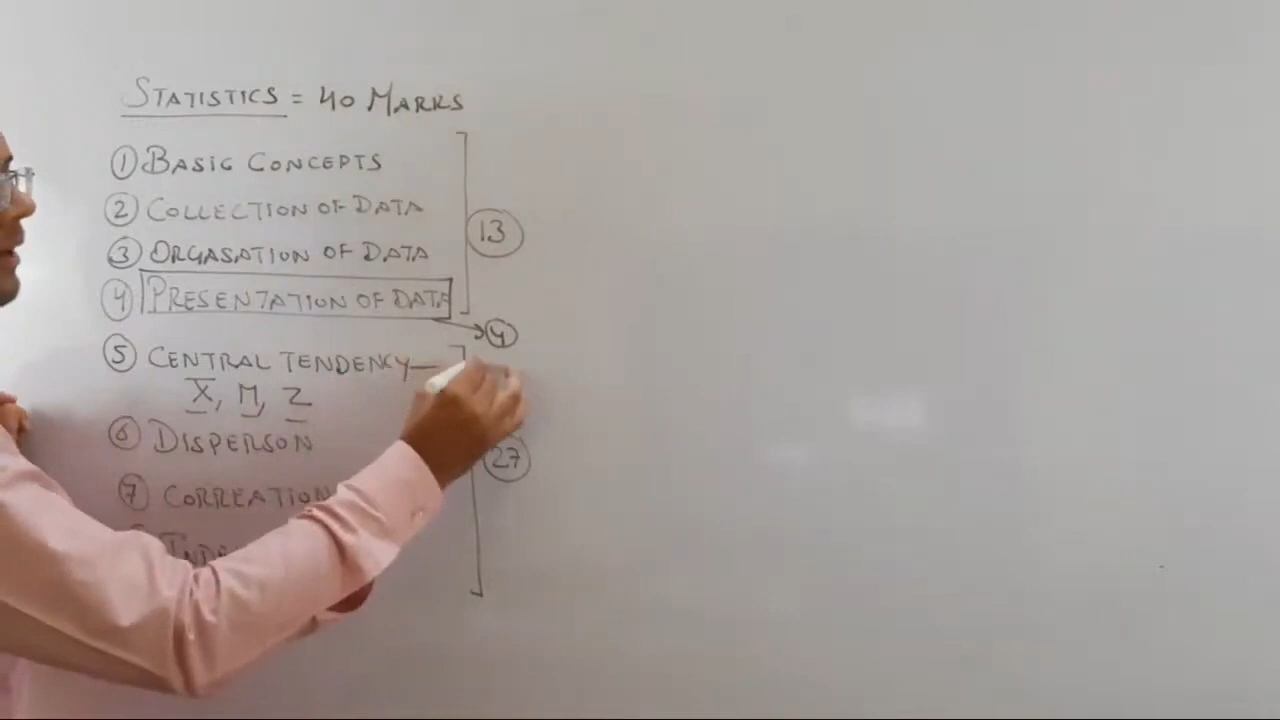 STATISTICS = 40 MARKS
① BASIC CONCEPTS
② COLLECTION OF DATA
13
③ ORGASATION OF DATA
④ PRESENTATION OF DATA
4
⑤ CENTRAL TENDENCY—
X̅, M, Z
⑥ DISPERSON
27
⑦ CORREATION